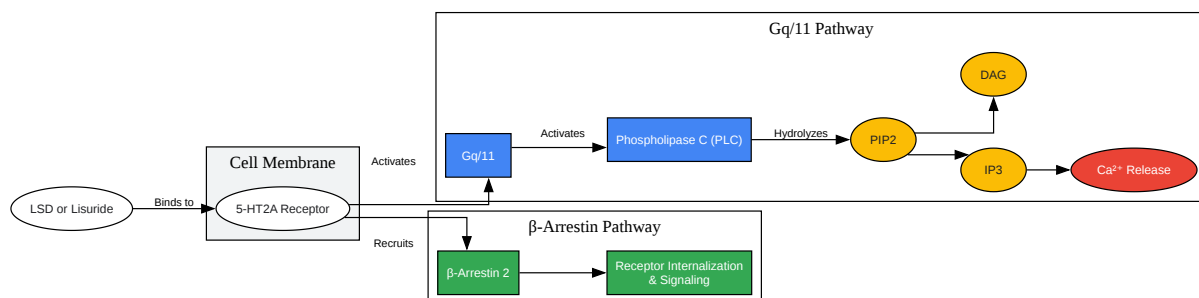 Gq/11 Pathway
DAG
Activates
Phospholipase C (PLC)
Hydrolyzes
PIP2
Gq/11
Cell Membrane
Activates
IP3
Ca²⁺ Release
LSD or Lisuride
Binds to
5-HT2A Receptor
β-Arrestin Pathway
Recruits
β-Arrestin 2
Receptor Internalization
& Signaling